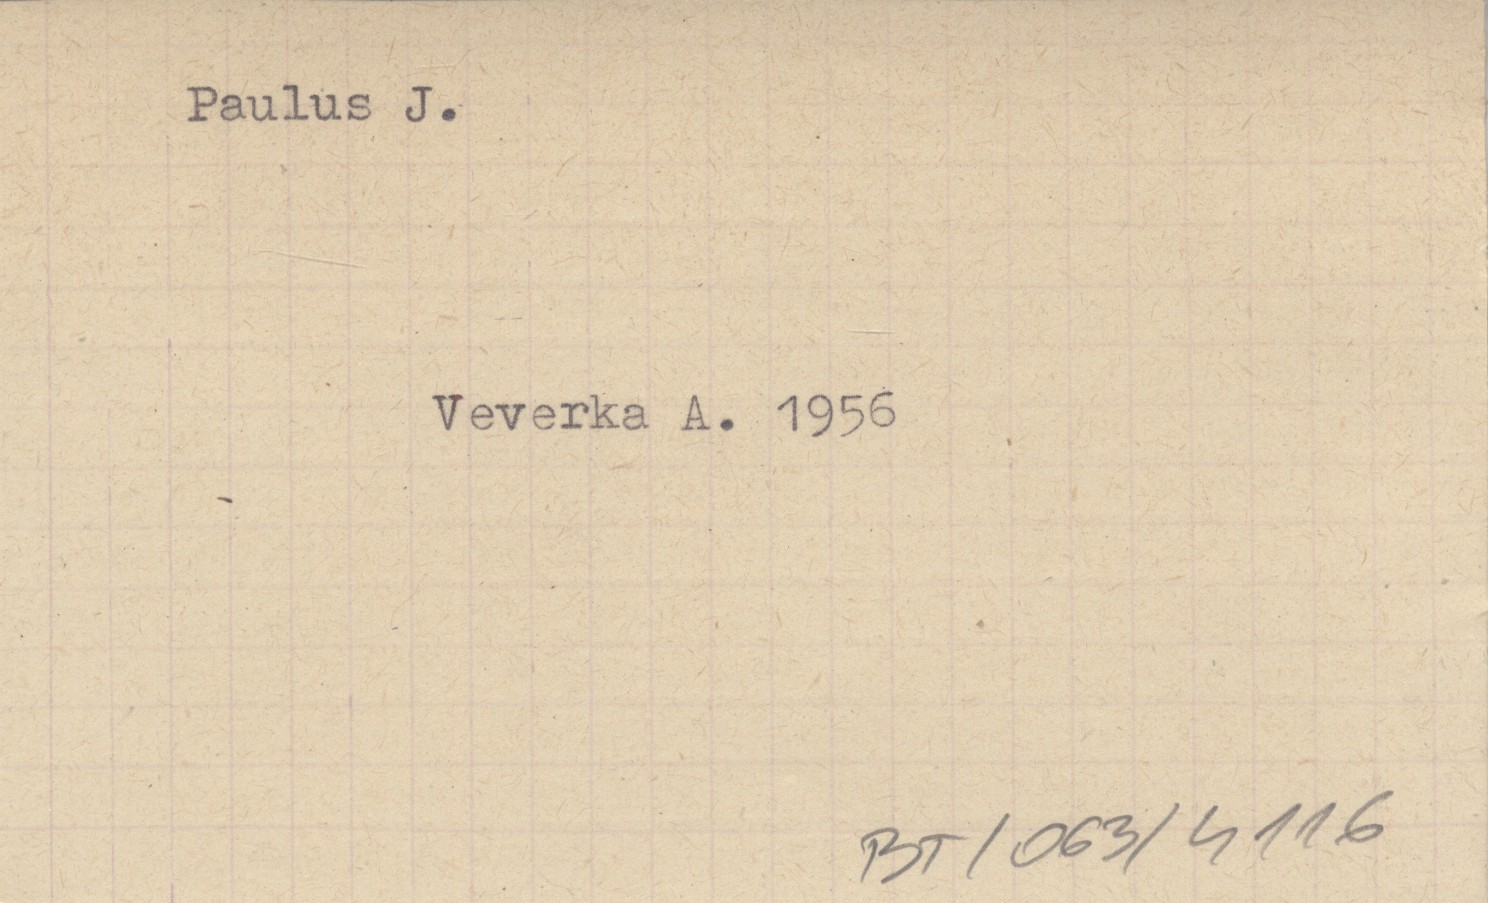 Paulus J.
Veverka A. 1956
BT/063/4116